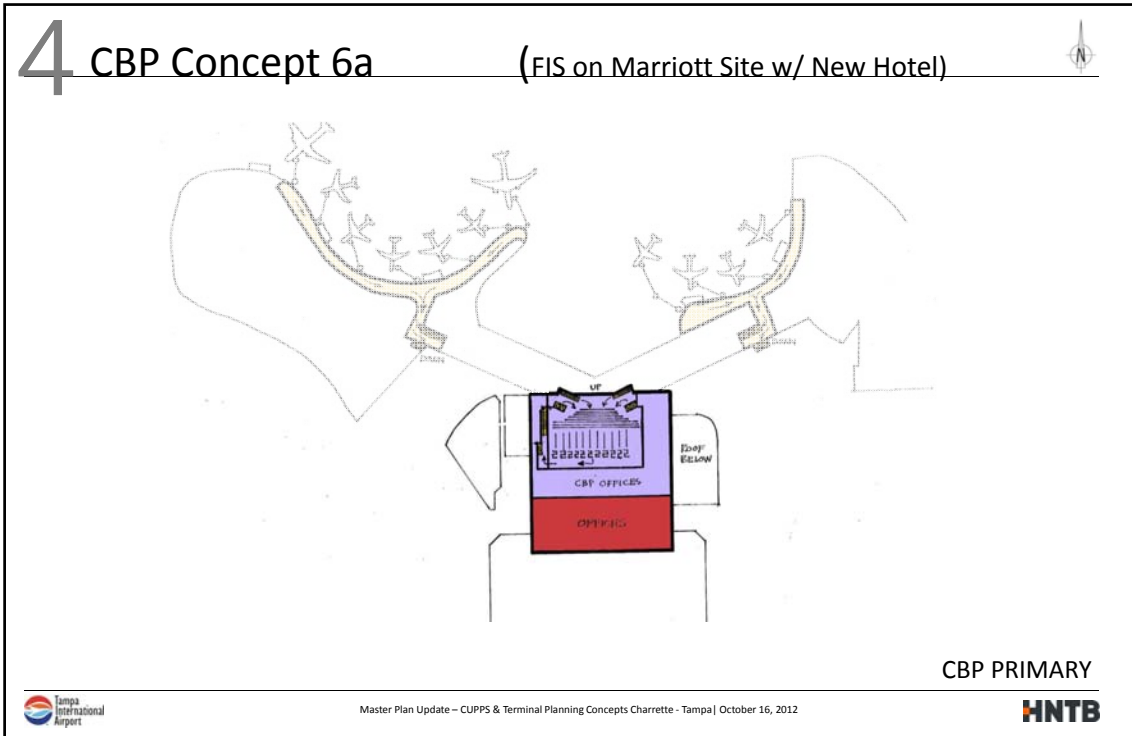 4 CBP Concept 6a (FIS on Marriott Site w/ New Hotel)
N
UP
ROOF
BELOW
CBP OFFICES
OFFICES
CBP PRIMARY
Tampa
International
Airport
Master Plan Update – CUPPS & Terminal Planning Concepts Charrette - Tampa| October 16, 2012
HNTB